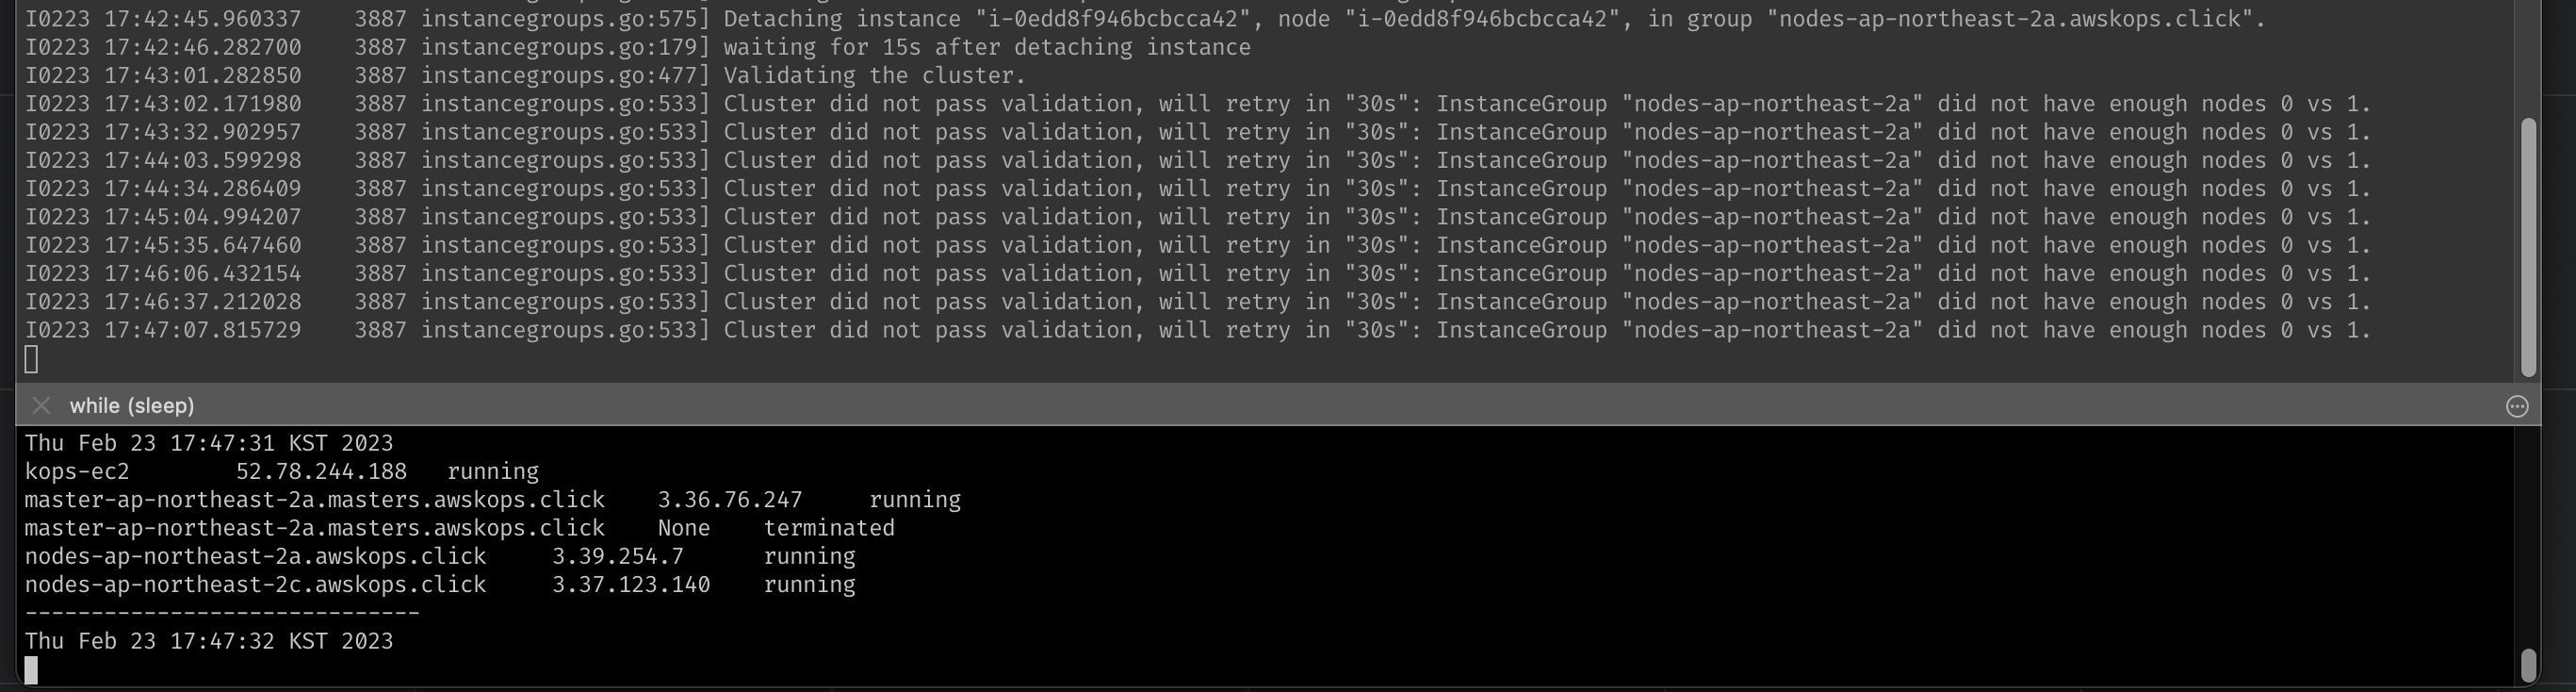 I0223 17:42:45.960337    3887 instancegroups.go:575] Detaching instance "i-0edd8f946bcbcca42", node "i-0edd8f946bcbcca42", in group "nodes-ap-northeast-2a.awskops.click".
I0223 17:42:46.282700    3887 instancegroups.go:179] waiting for 15s after detaching instance
I0223 17:43:01.282850    3887 instancegroups.go:477] Validating the cluster.
I0223 17:43:02.171980    3887 instancegroups.go:533] Cluster did not pass validation, will retry in "30s": InstanceGroup "nodes-ap-northeast-2a" did not have enough nodes 0 vs 1.
I0223 17:43:32.902957    3887 instancegroups.go:533] Cluster did not pass validation, will retry in "30s": InstanceGroup "nodes-ap-northeast-2a" did not have enough nodes 0 vs 1.
I0223 17:44:03.599298    3887 instancegroups.go:533] Cluster did not pass validation, will retry in "30s": InstanceGroup "nodes-ap-northeast-2a" did not have enough nodes 0 vs 1.
I0223 17:44:34.286409    3887 instancegroups.go:533] Cluster did not pass validation, will retry in "30s": InstanceGroup "nodes-ap-northeast-2a" did not have enough nodes 0 vs 1.
I0223 17:45:04.994207    3887 instancegroups.go:533] Cluster did not pass validation, will retry in "30s": InstanceGroup "nodes-ap-northeast-2a" did not have enough nodes 0 vs 1.
I0223 17:45:35.647460    3887 instancegroups.go:533] Cluster did not pass validation, will retry in "30s": InstanceGroup "nodes-ap-northeast-2a" did not have enough nodes 0 vs 1.
I0223 17:46:06.432154    3887 instancegroups.go:533] Cluster did not pass validation, will retry in "30s": InstanceGroup "nodes-ap-northeast-2a" did not have enough nodes 0 vs 1.
I0223 17:46:37.212028    3887 instancegroups.go:533] Cluster did not pass validation, will retry in "30s": InstanceGroup "nodes-ap-northeast-2a" did not have enough nodes 0 vs 1.
I0223 17:47:07.815729    3887 instancegroups.go:533] Cluster did not pass validation, will retry in "30s": InstanceGroup "nodes-ap-northeast-2a" did not have enough nodes 0 vs 1.
while (sleep)
Thu Feb 23 17:47:31 KST 2023
kops-ec2        52.78.244.188   running
master-ap-northeast-2a.masters.awskops.click    3.36.76.247     running
master-ap-northeast-2a.masters.awskops.click    None    terminated
nodes-ap-northeast-2a.awskops.click     3.39.254.7      running
nodes-ap-northeast-2c.awskops.click     3.37.123.140    running
------------------------------
Thu Feb 23 17:47:32 KST 2023